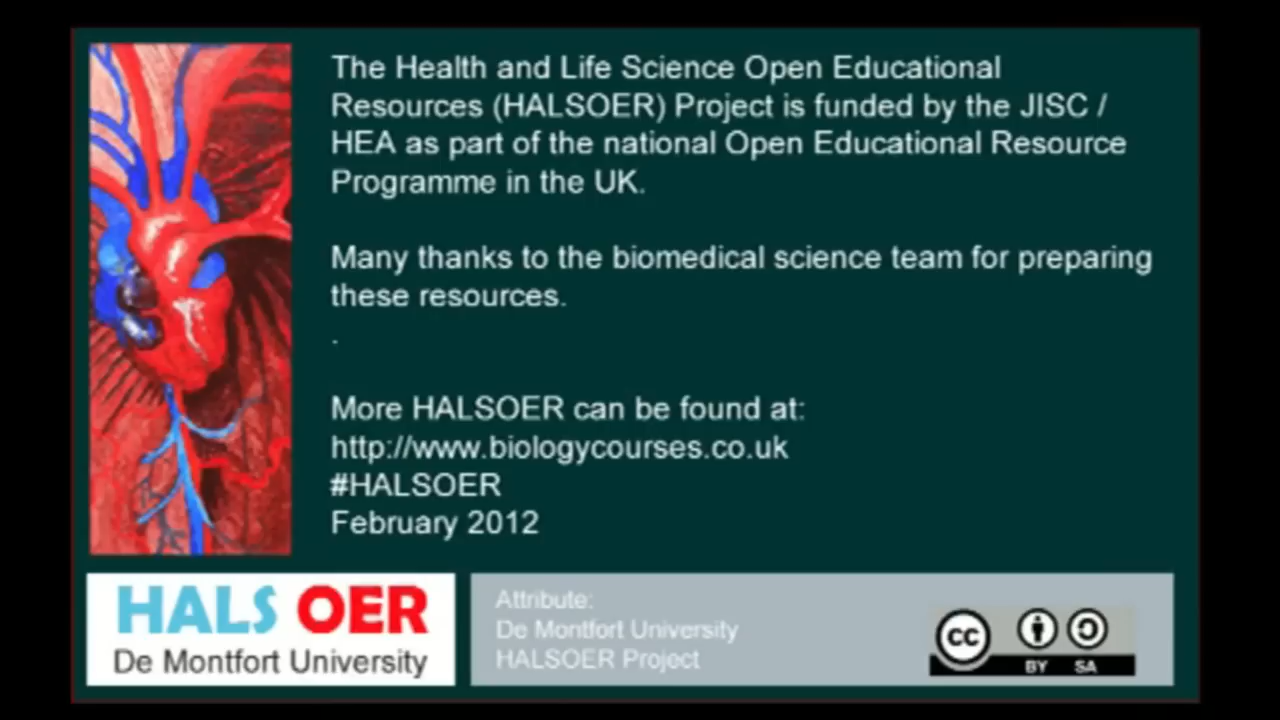 The Health and Life Science Open Educational
Resources (HALSOER) Project is funded by the JISC /
HEA as part of the national Open Educational Resource
Programme in the UK.
Many thanks to the biomedical science team for preparing
these resources.
.
More HALSOER can be found at:
http://www.biologycourses.co.uk
#HALSOER
February 2012
HALS OER
De Montfort University
Attribute:
De Montfort University
HALSOER Project
CC
BY SA